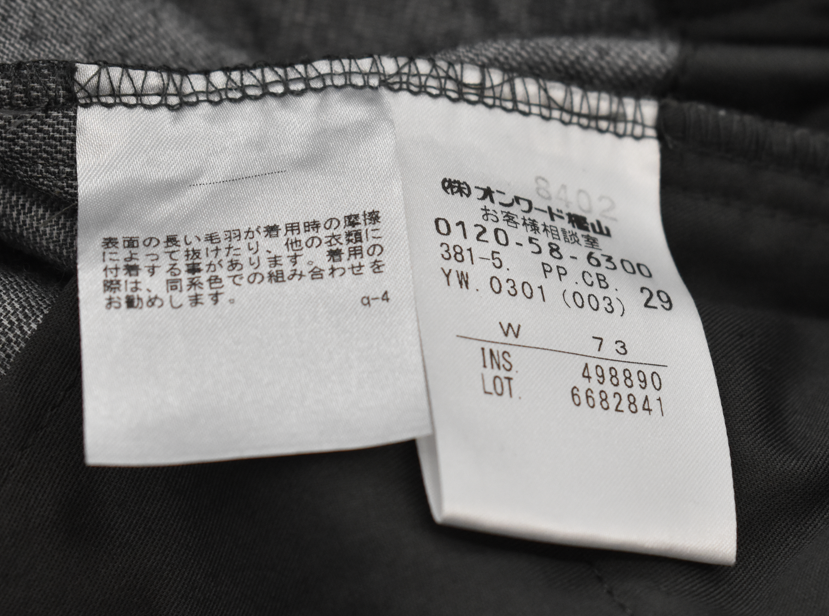 表面の長い毛羽が着用時の摩擦
によって抜けたり、他の衣類に
付着する事があります。着用の
際は、同系色での組み合わせを
お勧めします。
q-4
8402
(株)オンワード樫山
お客様相談室
0120-58-6300
381-5. PP.CB.
YW.0301(003) 29
W 73
INS. 498890
LOT. 6682841